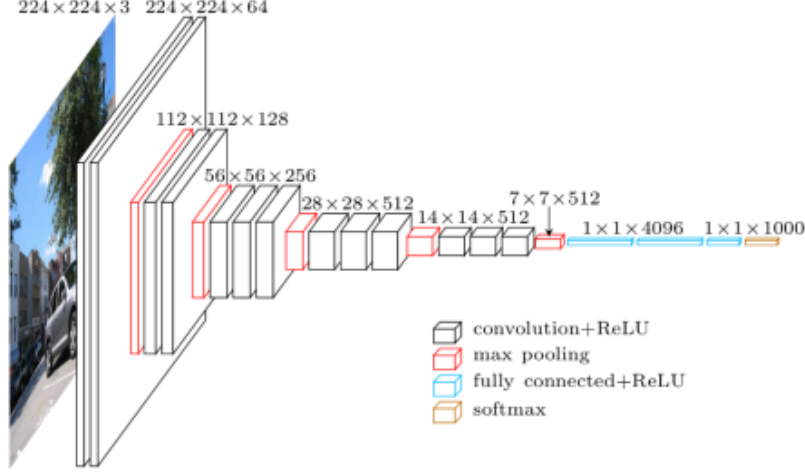 224×224×3
224×224×64
112×112×128
56×56×256
28×28×512
14×14×512
7×7×512
1×1×4096
1×1×1000
convolution+ReLU
max pooling
fully connected+ReLU
softmax